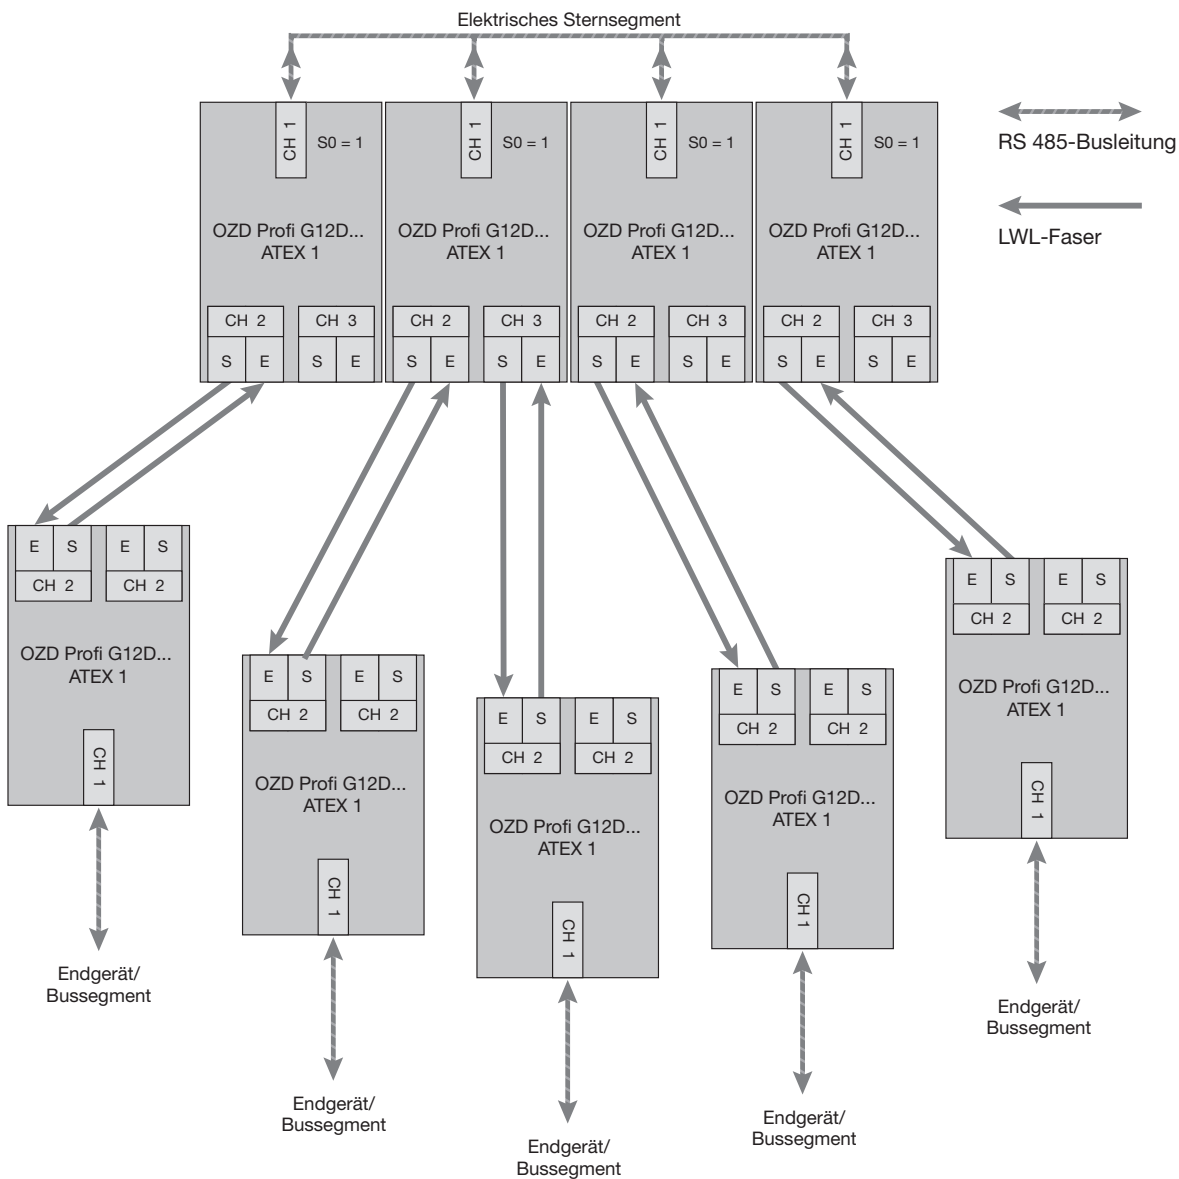 Elektrisches Sternsegment
CH 1
S0 = 1
CH 1
S0 = 1
CH 1
S0 = 1
CH 1
S0 = 1
RS 485-Busleitung
LWL-Faser
OZD Profi G12D...
ATEX 1
OZD Profi G12D...
ATEX 1
OZD Profi G12D...
ATEX 1
OZD Profi G12D...
ATEX 1
CH 2
CH 3
CH 2
CH 3
CH 2
CH 3
CH 2
CH 3
S E
S E
S E
S E
S E
S E
S E
S E
E S
E S
CH 2
CH 2
OZD Profi G12D...
ATEX 1
CH 1
Endgerät/
Bussegment
E S
E S
CH 2
CH 2
OZD Profi G12D...
ATEX 1
CH 1
Endgerät/
Bussegment
E S
E S
CH 2
CH 2
OZD Profi G12D...
ATEX 1
CH 1
Endgerät/
Bussegment
E S
E S
CH 2
CH 2
OZD Profi G12D...
ATEX 1
CH 1
Endgerät/
Bussegment
E S
E S
CH 2
CH 2
OZD Profi G12D...
ATEX 1
CH 1
Endgerät/
Bussegment